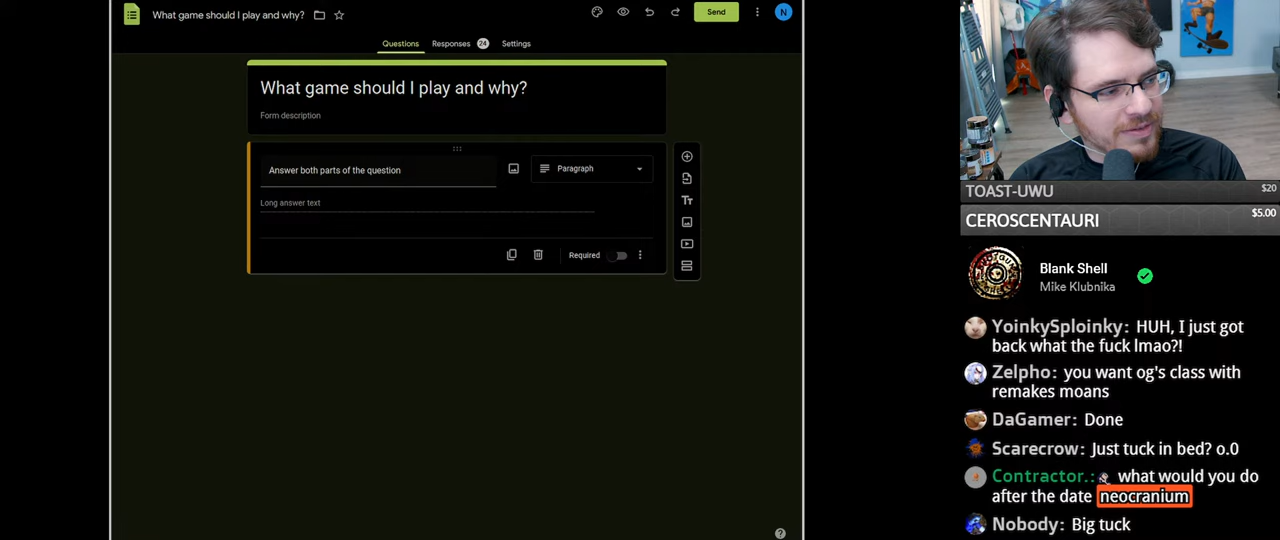 What game should I play and why?
Send
N
Questions
Responses 24
Settings
What game should I play and why?
Form description
Answer both parts of the question
Paragraph
Long answer text
Tт
Required
TOAST-UWU $20
CEROSCENTAURI $5.00
Blank Shell
Mike Klubnika
YoinkySploinky: HUH, I just got
back what the fuck lmao?!
Zelpho: you want og's class with
remakes moans
DaGamer: Done
Scarecrow: Just tuck in bed? o.0
Contractor.: what would you do
after the date neocranium
Nobody: Big tuck